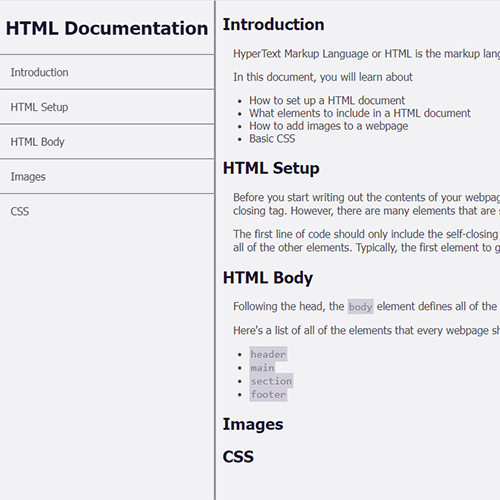 HTML Documentation
Introduction
HTML Setup
HTML Body
Images
CSS
Introduction
HyperText Markup Language or HTML is the markup
In this document, you will learn about
How to set up a HTML document
What elements to include in a HTML document
How to add images to a webpage
Basic CSS
HTML Setup
Before you start writing out the contents of your
closing tag. However, there are many elements that are
The first line of code should only include the self-closing
all of the other elements. Typically, the first element to
HTML Body
Following the head, the body element defines all of the
Here's a list of all of the elements that every webpage
header
main
section
footer
Images
CSS